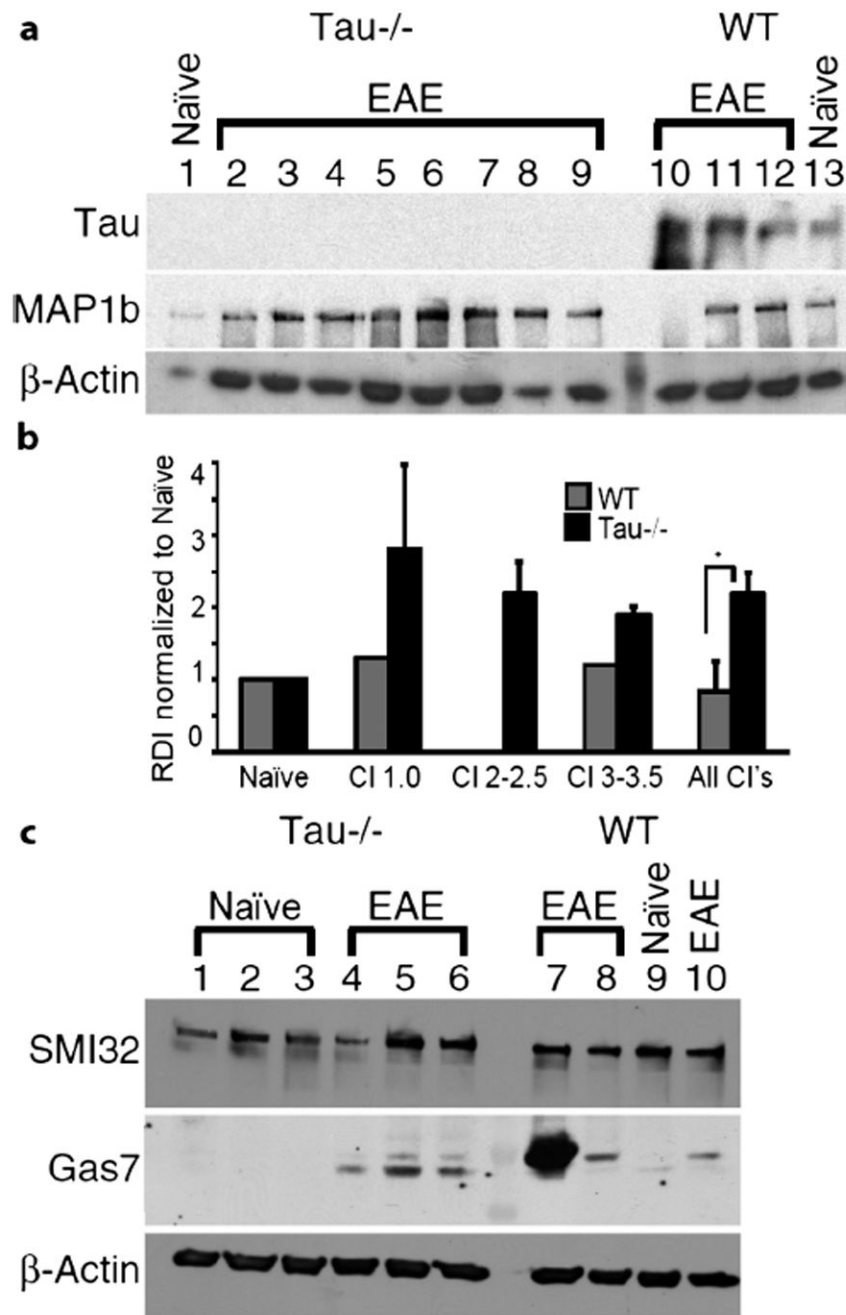 a
Tau-/- WT
Naïve EAE EAE Naïve
1 2 3 4 5 6 7 8 9 10 11 12 13
Tau
MAP1b
β-Actin
b
RDI normalized to Naïve
4
3
2
1
0
WT
Tau-/-
*
Naïve CI 1.0 CI 2-2.5 CI 3-3.5 All CI's
c
Tau-/- WT
Naïve EAE EAE Naïve EAE
1 2 3 4 5 6 7 8 9 10
SMI32
Gas7
β-Actin